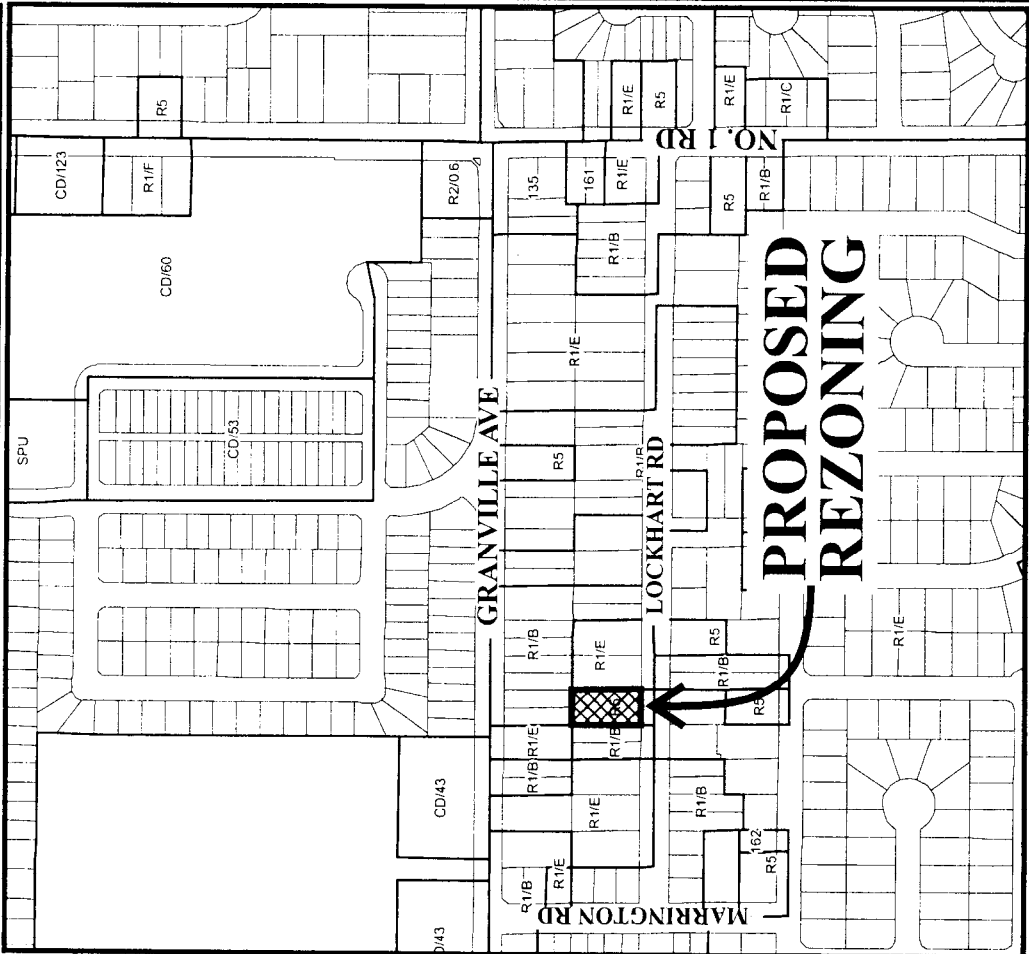 SPU
CD/123
R5
R1/F
CD/60
CD/53
R2/0.6
CD/43
D/43
GRANVILLE AVE
135
161
R1/E
R1/E
R5
R1/E
R1/C
NO. 1 RD
R1/B
R1/E
R5
R1/B
R5
R1/B
LOCKHART RD
R1/B
R1/E
R5
R1/B
R5
R1/E
R1/B
R1/B
R1/E
R1/E
R1/B
R1/B
R1/E
162
R5
MARRINGTON RD
PROPOSED
REZONING
R1/E